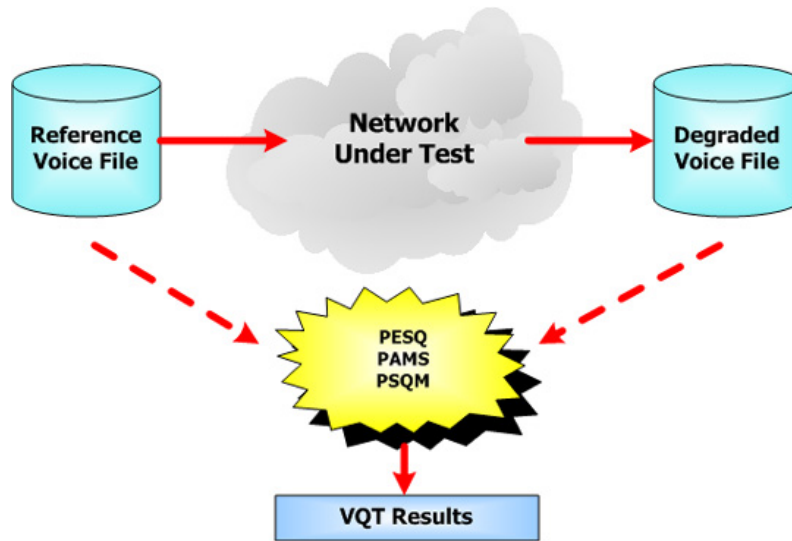 Reference
Voice File
Network
Under Test
Degraded
Voice File
PESQ
PAMS
PSQM
VQT Results